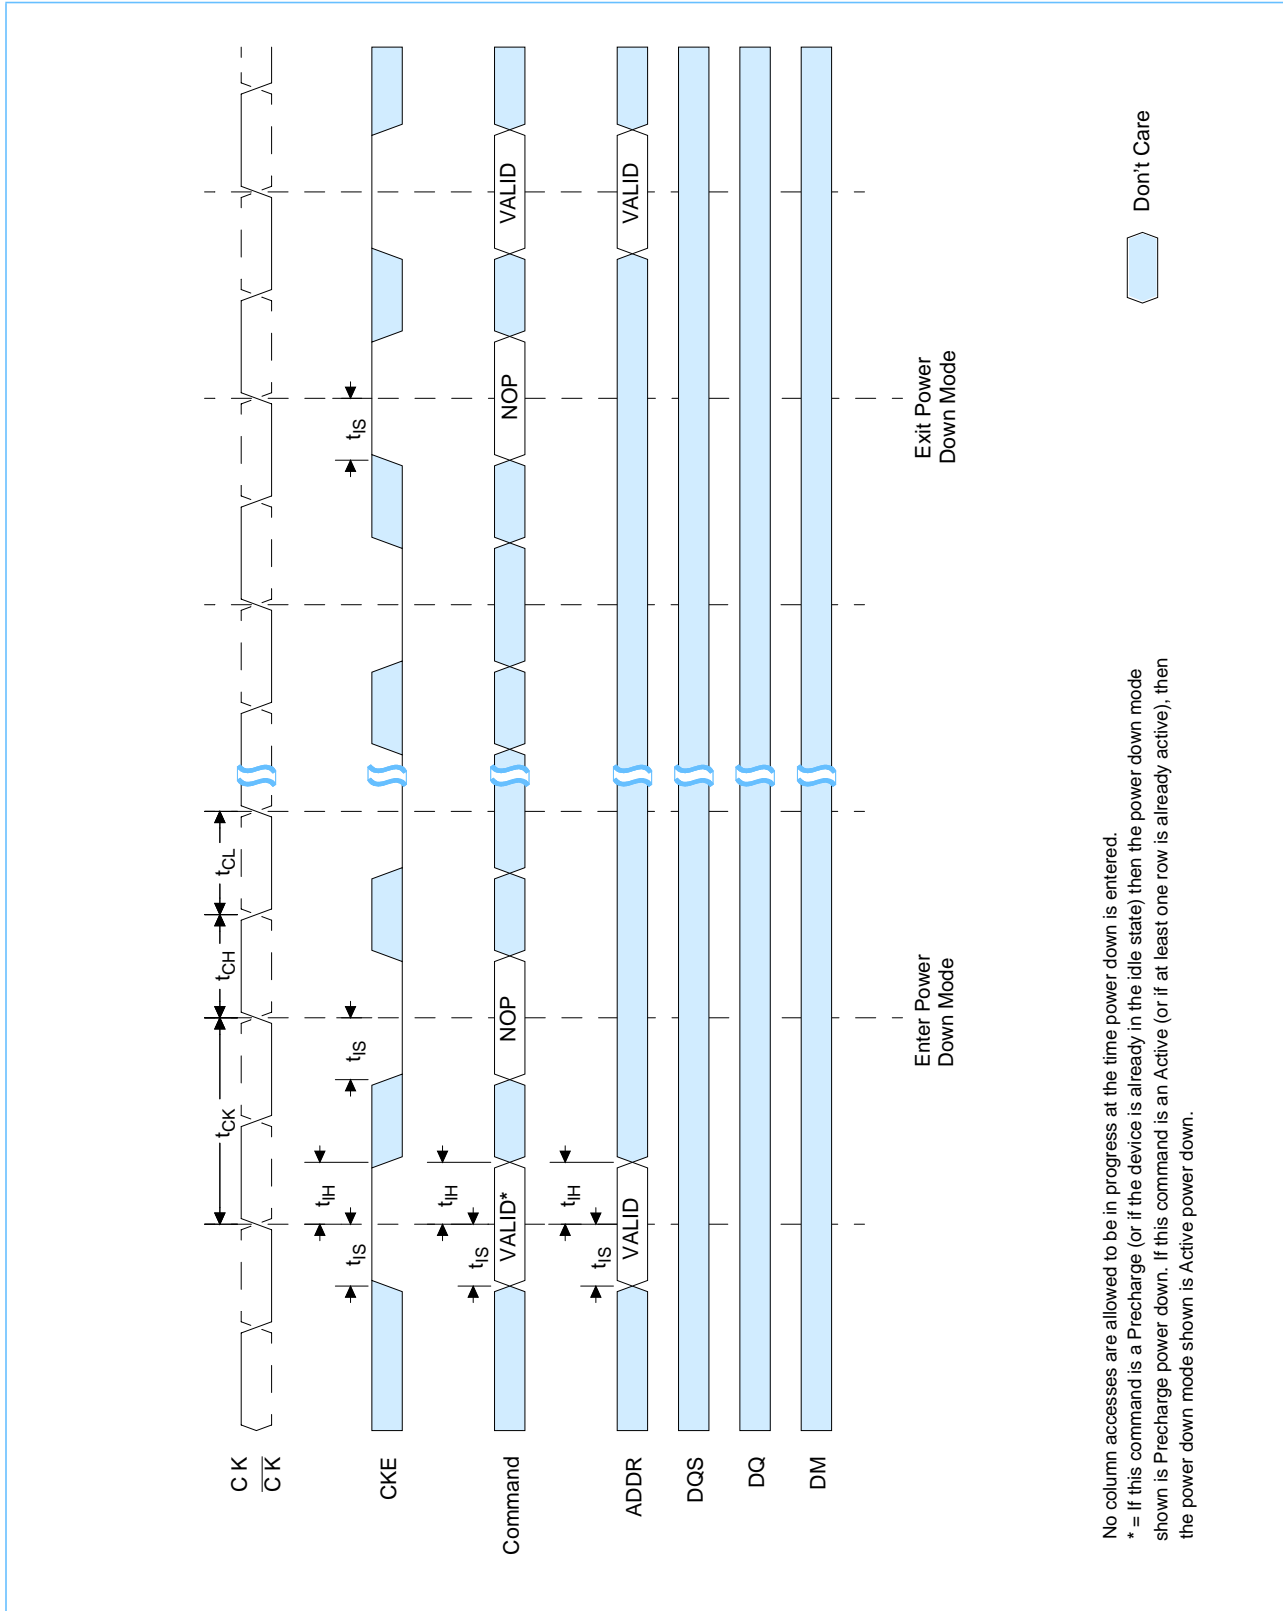 tCK
tCH
tCL
tIH
tIS
tIS
tIS
tIH
tIS
tIH
tIS
CK
CK
CKE
Command
VALID*
NOP
NOP
VALID
ADDR
VALID
VALID
DQS
DQ
DM
Enter Power
Down Mode
Exit Power
Down Mode
No column accesses are allowed to be in progress at the time power down is entered.
* = If this command is a Precharge (or if the device is already in the idle state) then the power down mode
shown is Precharge power down. If this command is an Active (or if at least one row is already active), then
the power down mode shown is Active power down.
Don't Care